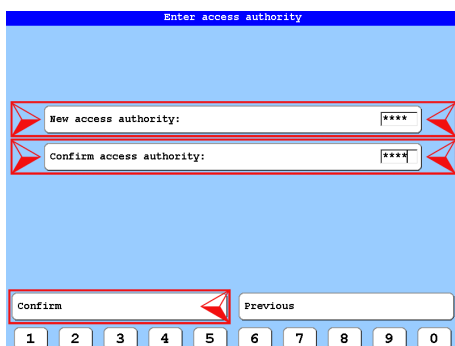 Enter access authority
New access authority: ****
Confirm access authority: ****
Confirm Previous
1 2 3 4 5 6 7 8 9 0